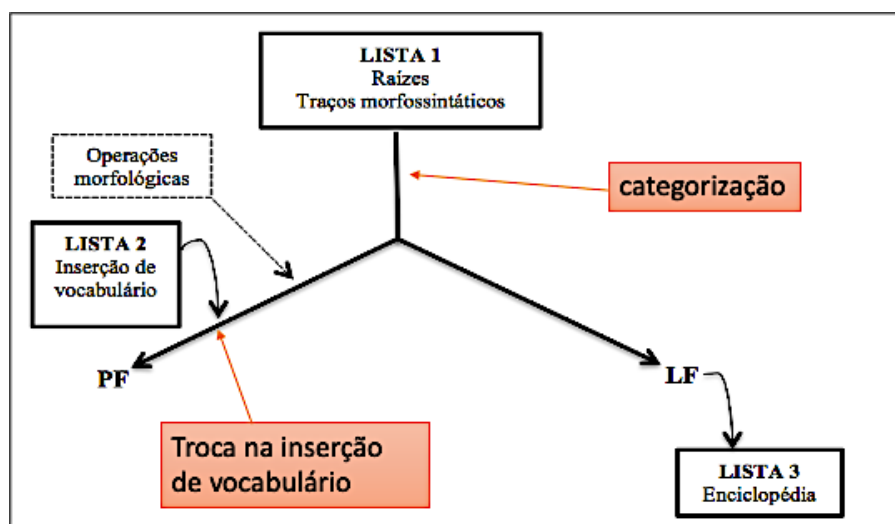 LISTA 1
Raízes
Traços morfossintáticos
Operações
morfológicas
categorização
LISTA 2
Inserção de
vocabulário
PF
LF
Troca na inserção
de vocabulário
LISTA 3
Enciclopédia